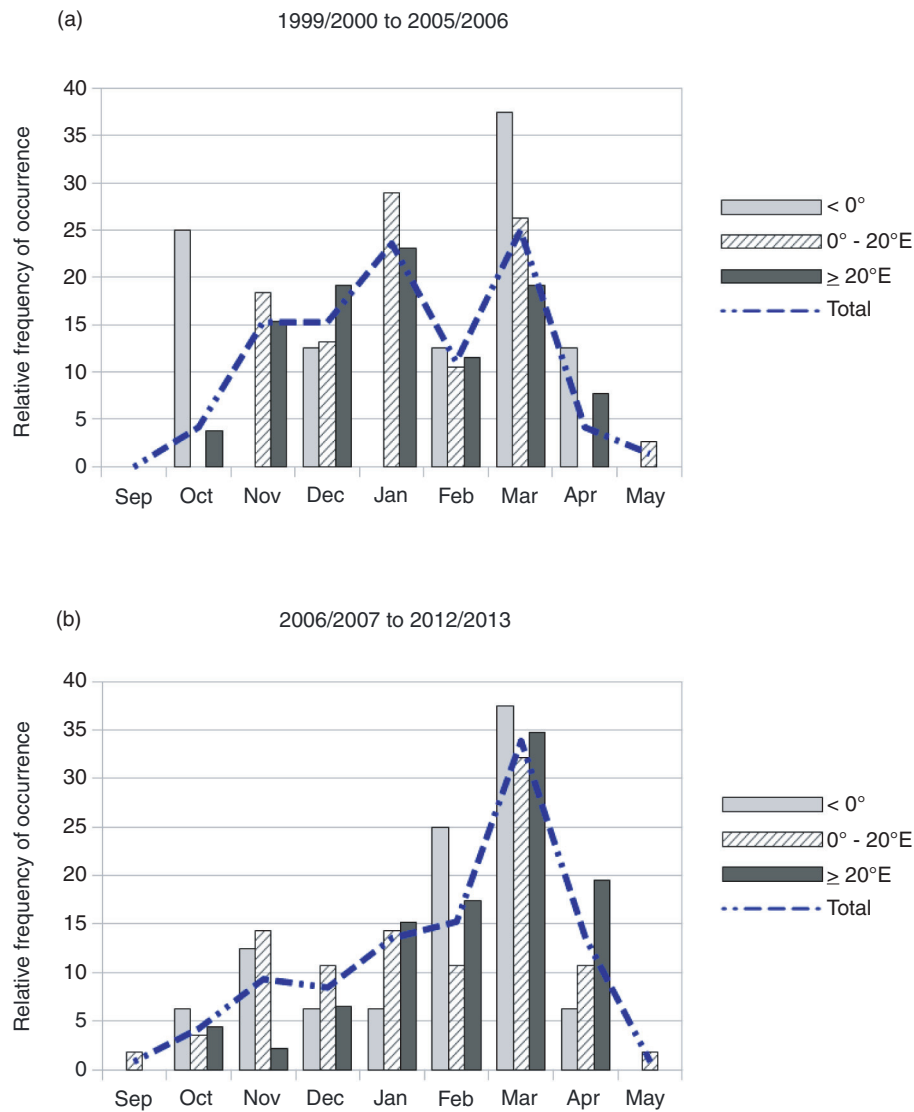 (a)
1999/2000 to 2005/2006
Relative frequency of occurrence
40
35
30
25
20
15
10
5
0
Sep Oct Nov Dec Jan Feb Mar Apr May
< 0°
0° - 20°E
≥ 20°E
Total
(b)
2006/2007 to 2012/2013
Relative frequency of occurrence
40
35
30
25
20
15
10
5
0
Sep Oct Nov Dec Jan Feb Mar Apr May
< 0°
0° - 20°E
≥ 20°E
Total